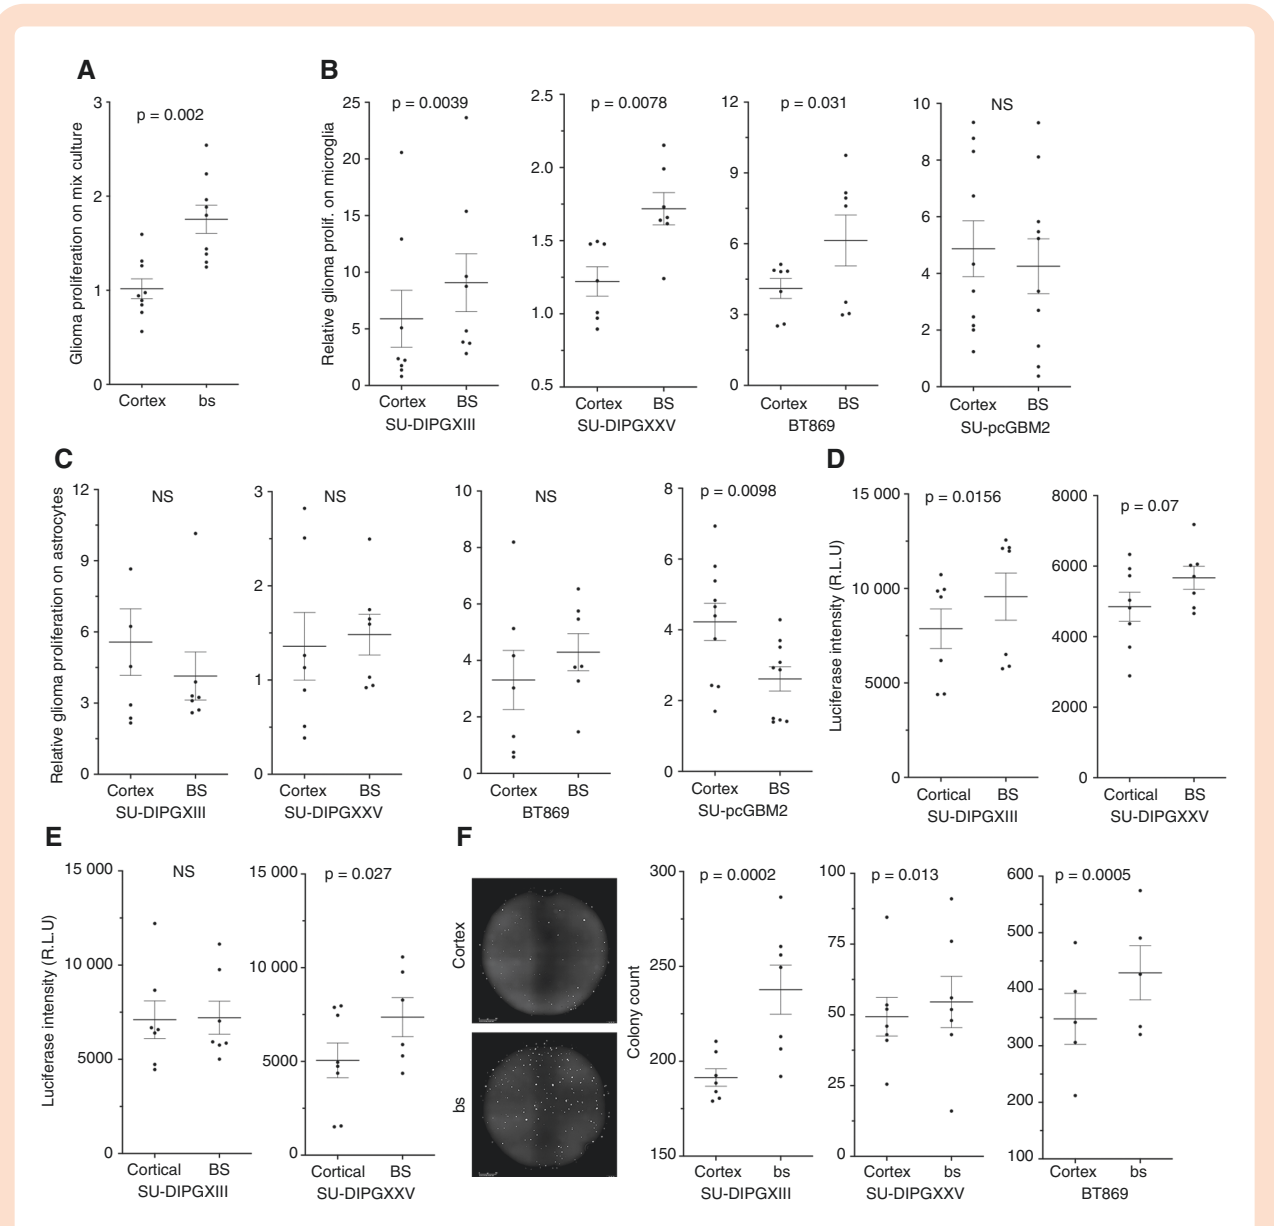 A
p = 0.002
Glioma proliferation on mix culture
3
2
1
0
Cortex bs
B
p = 0.0039
Relative glioma prolif. on microglia
25
20
15
10
5
0
Cortex BS
SU-DIPGXIII
p = 0.0078
2.5
2.0
1.5
1.0
0.5
Cortex BS
SU-DIPGXXV
p = 0.031
12
9
6
3
0
Cortex BS
BT869
NS
10
8
6
4
2
0
Cortex BS
SU-pcGBM2
C
NS
Relative glioma proliferation on astrocytes
12
9
6
3
0
Cortex BS
SU-DIPGXIII
NS
3
2
1
0
Cortex BS
SU-DIPGXXV
NS
10
8
6
4
2
0
Cortex BS
BT869
p = 0.0098
8
6
4
2
0
Cortex BS
SU-pcGBM2
D
p = 0.0156
Luciferase intensity (R.L.U)
15 000
10 000
5000
0
Cortical BS
SU-DIPGXIII
p = 0.07
8000
6000
4000
2000
0
Cortical BS
SU-DIPGXXV
E
NS
Luciferase intensity (R.L.U)
15 000
10 000
5000
0
Cortical BS
SU-DIPGXIII
p = 0.027
15 000
10 000
5000
0
Cortical BS
SU-DIPGXXV
F
Cortex
bs
p = 0.0002
Colony count
300
250
200
150
Cortex bs
SU-DIPGXIII
p = 0.013
100
75
50
25
0
Cortex bs
SU-DIPGXXV
p = 0.0005
600
500
400
300
200
100
Cortex bs
BT869